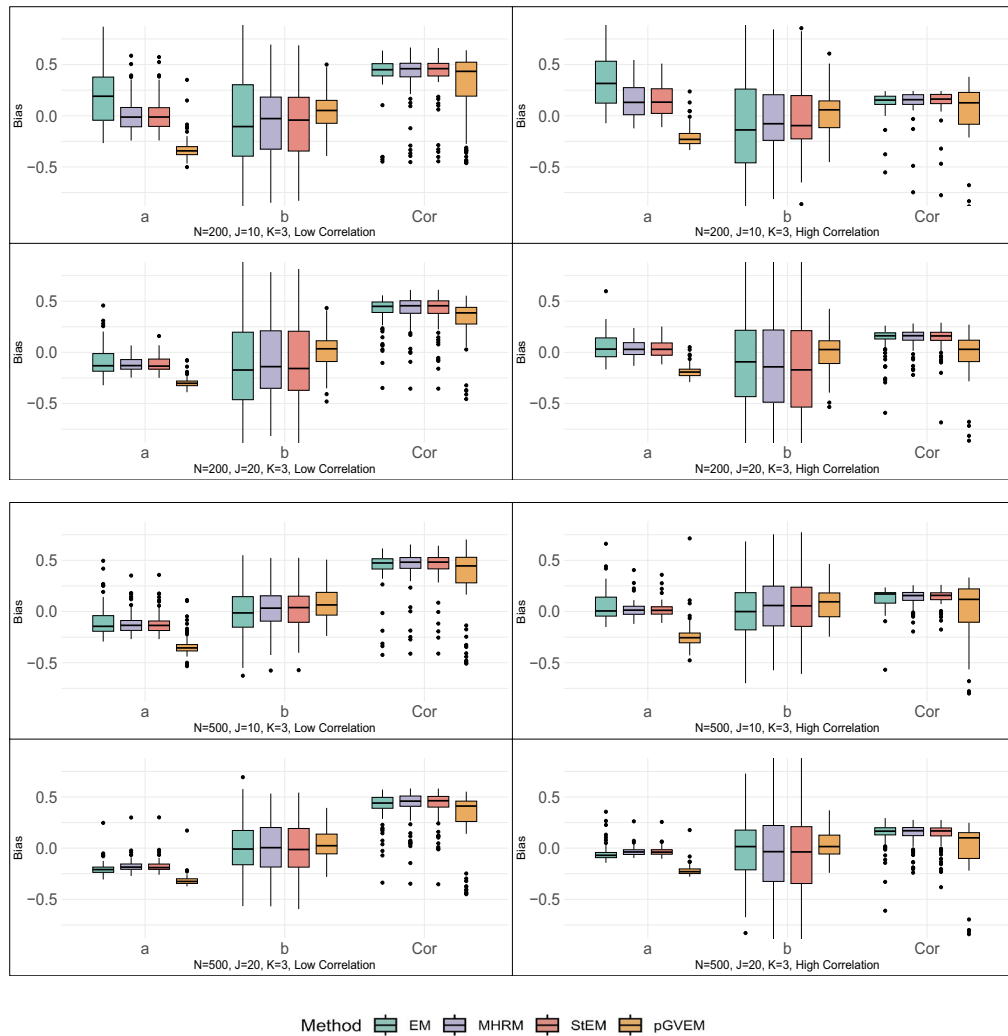 0.5
0.0
−0.5
Bias
a
b
Cor
N=200, J=10, K=3, Low Correlation
0.5
0.0
−0.5
Bias
a
b
Cor
N=200, J=10, K=3, High Correlation
0.5
0.0
−0.5
Bias
a
b
Cor
N=200, J=20, K=3, Low Correlation
0.5
0.0
−0.5
Bias
a
b
Cor
N=200, J=20, K=3, High Correlation
0.5
0.0
−0.5
Bias
a
b
Cor
N=500, J=10, K=3, Low Correlation
0.5
0.0
−0.5
Bias
a
b
Cor
N=500, J=10, K=3, High Correlation
0.5
0.0
−0.5
Bias
a
b
Cor
N=500, J=20, K=3, Low Correlation
0.5
0.0
−0.5
Bias
a
b
Cor
N=500, J=20, K=3, High Correlation
Method EM MHRM StEM pGVEM